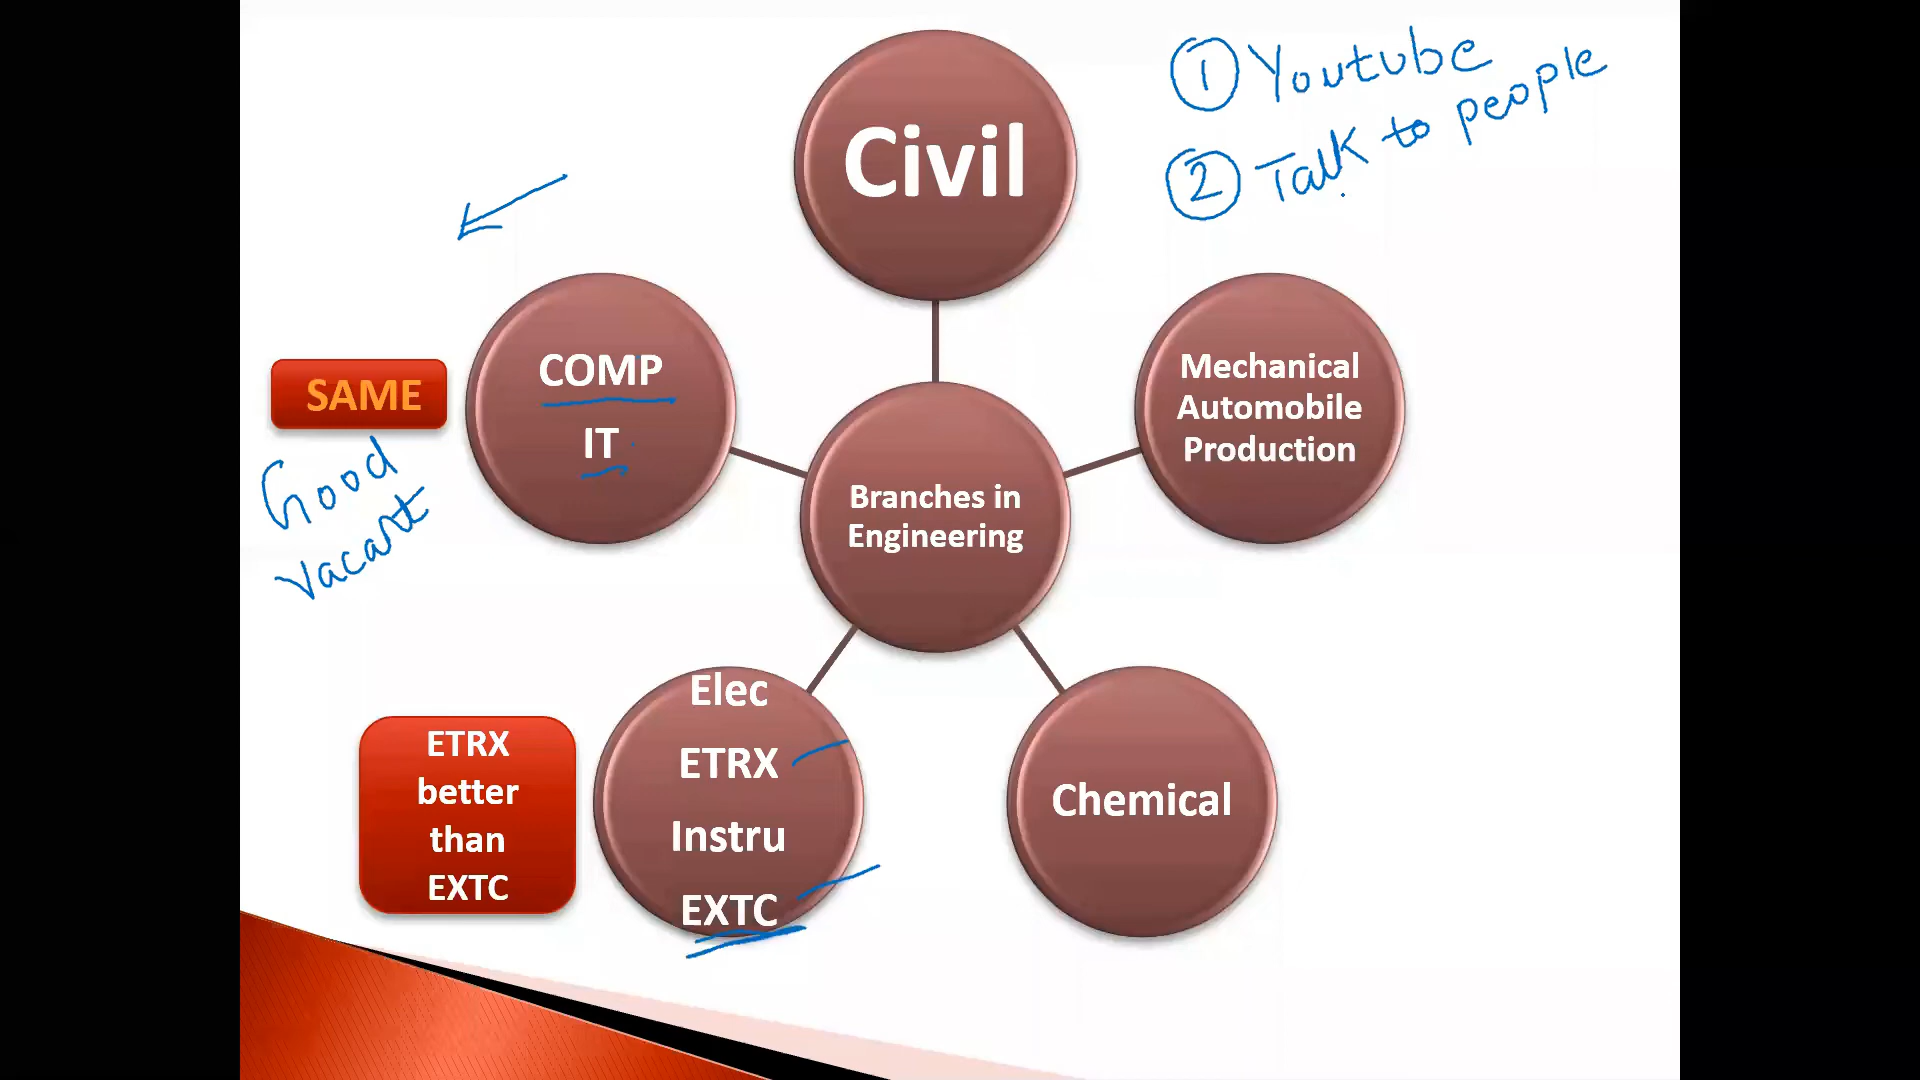 Civil
① Youtube
② Talk to people
COMP
IT
SAME
Good
vacant
Mechanical
Automobile
Production
Branches in
Engineering
Elec
ETRX
Instru
EXTC
ETRX
better
than
EXTC
Chemical